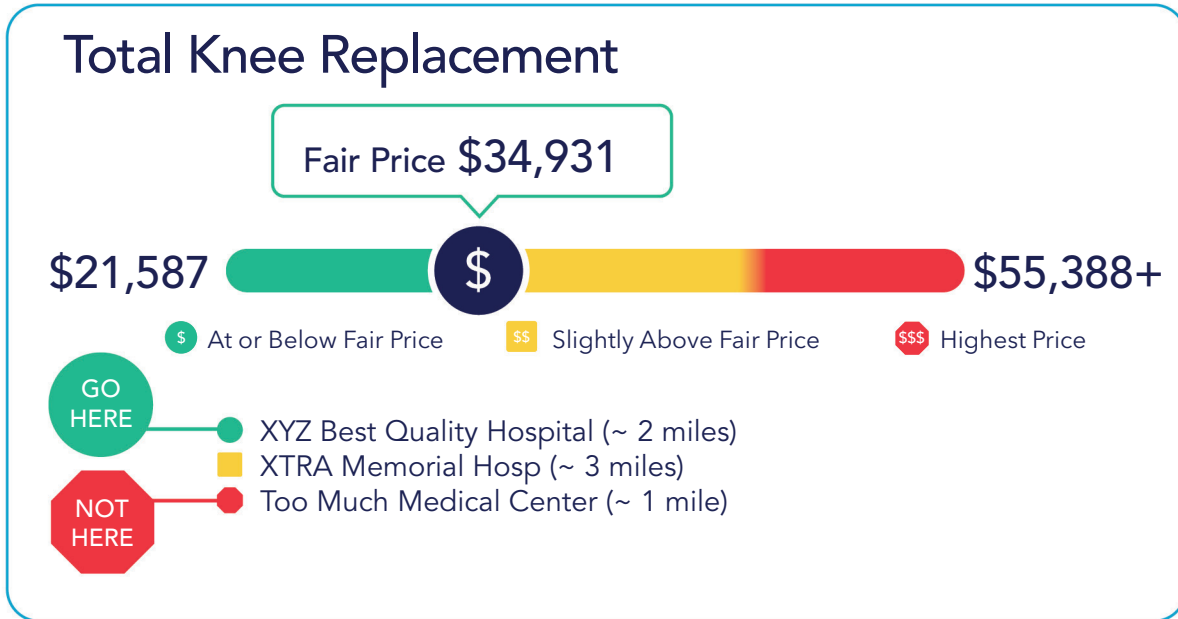 Total Knee Replacement
Fair Price $34,931
$21,587
$
$55,388+
$ At or Below Fair Price
$$ Slightly Above Fair Price
$$$ Highest Price
GO
HERE
XYZ Best Quality Hospital (~ 2 miles)
XTRA Memorial Hosp (~ 3 miles)
Too Much Medical Center (~ 1 mile)
NOT
HERE